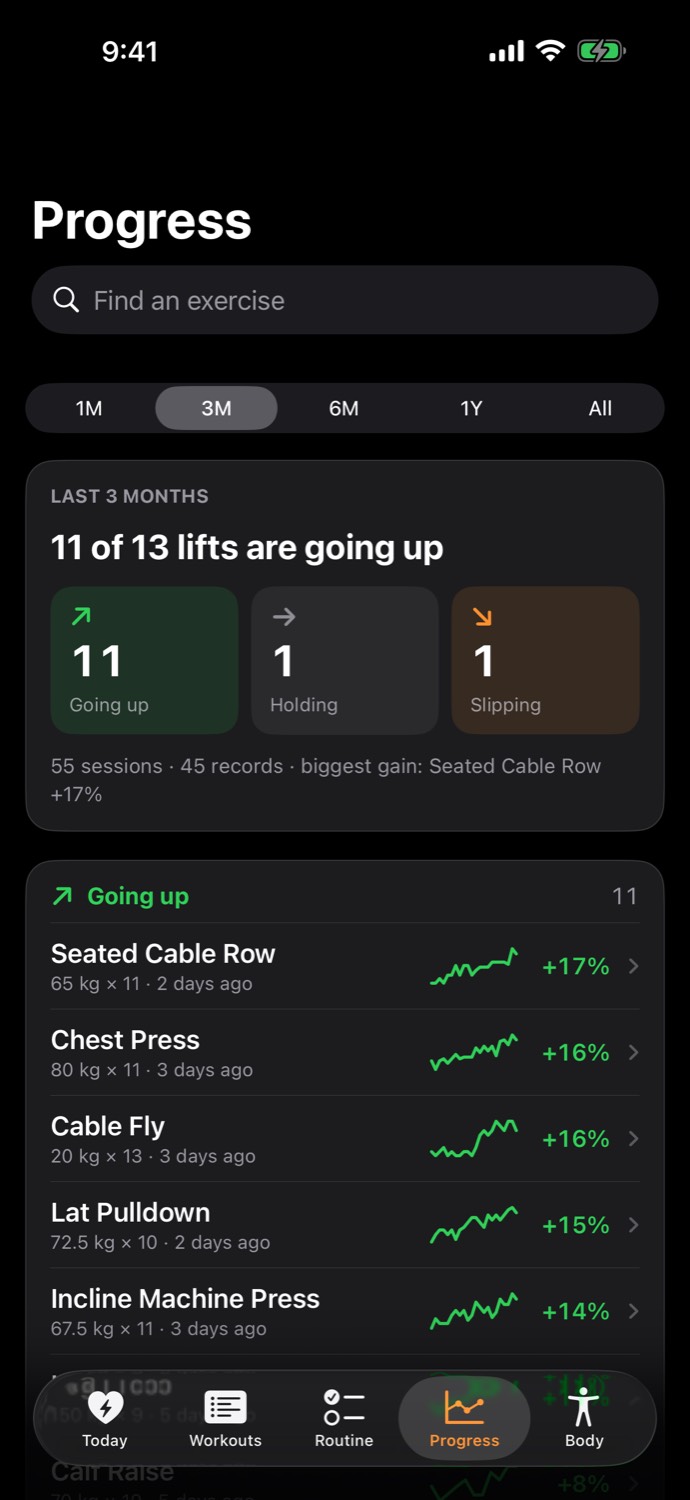 9:41
Progress
Find an exercise
1M 3M 6M 1Y All
LAST 3 MONTHS
11 of 13 lifts are going up
11 1 1
Going up Holding Slipping
55 sessions · 45 records · biggest gain: Seated Cable Row
+17%
Going up 11
Seated Cable Row
65 kg × 11 · 2 days ago
+17%
Chest Press
80 kg × 11 · 3 days ago
+16%
Cable Fly
20 kg × 13 · 3 days ago
+16%
Lat Pulldown
72.5 kg × 10 · 2 days ago
+15%
Incline Machine Press
67.5 kg × 11 · 3 days ago
+14%
Today Workouts Routine Progress Body
Calf Raise
+8%